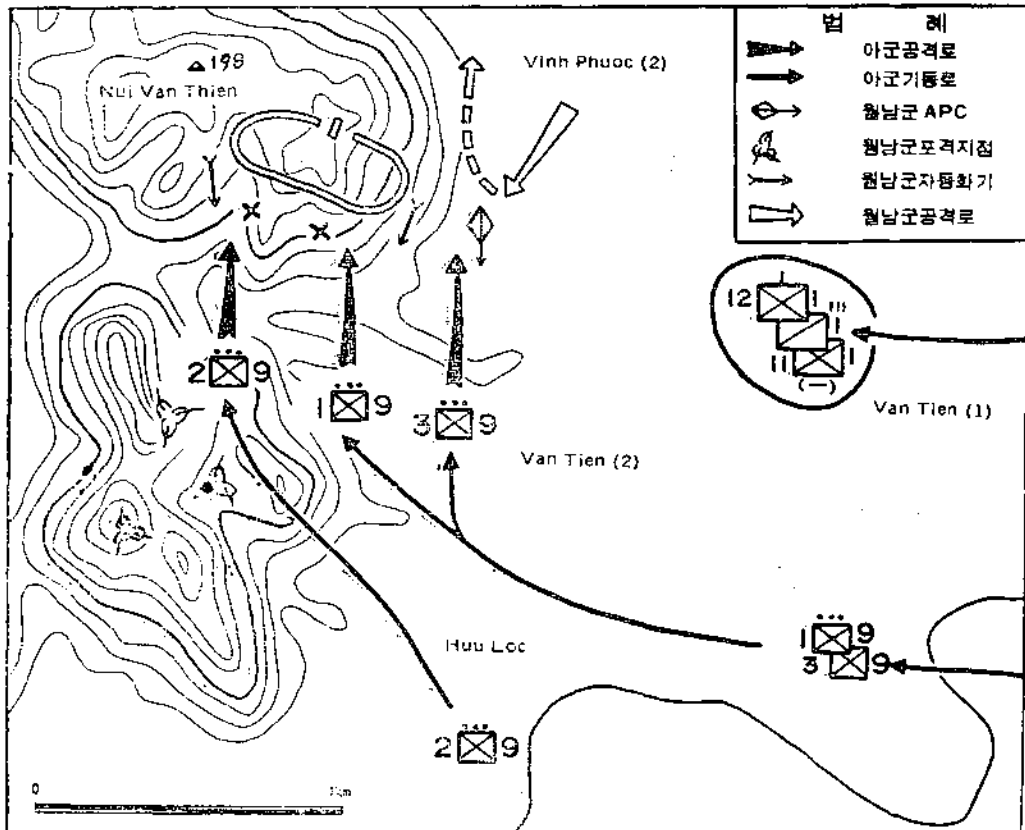 범 례
아군공격로
아군기동로
월남군 APC
월남군포격지점
월남군자동화기
월남군공격로
198
Nui Van Thien
Vinh Phuoc (2)
12 1
1
11 1
(—)
Van Tien (1)
2 9
1 9
3 9
Van Tien (2)
Huu Loc
1 9
3 9
2 9
0 1km